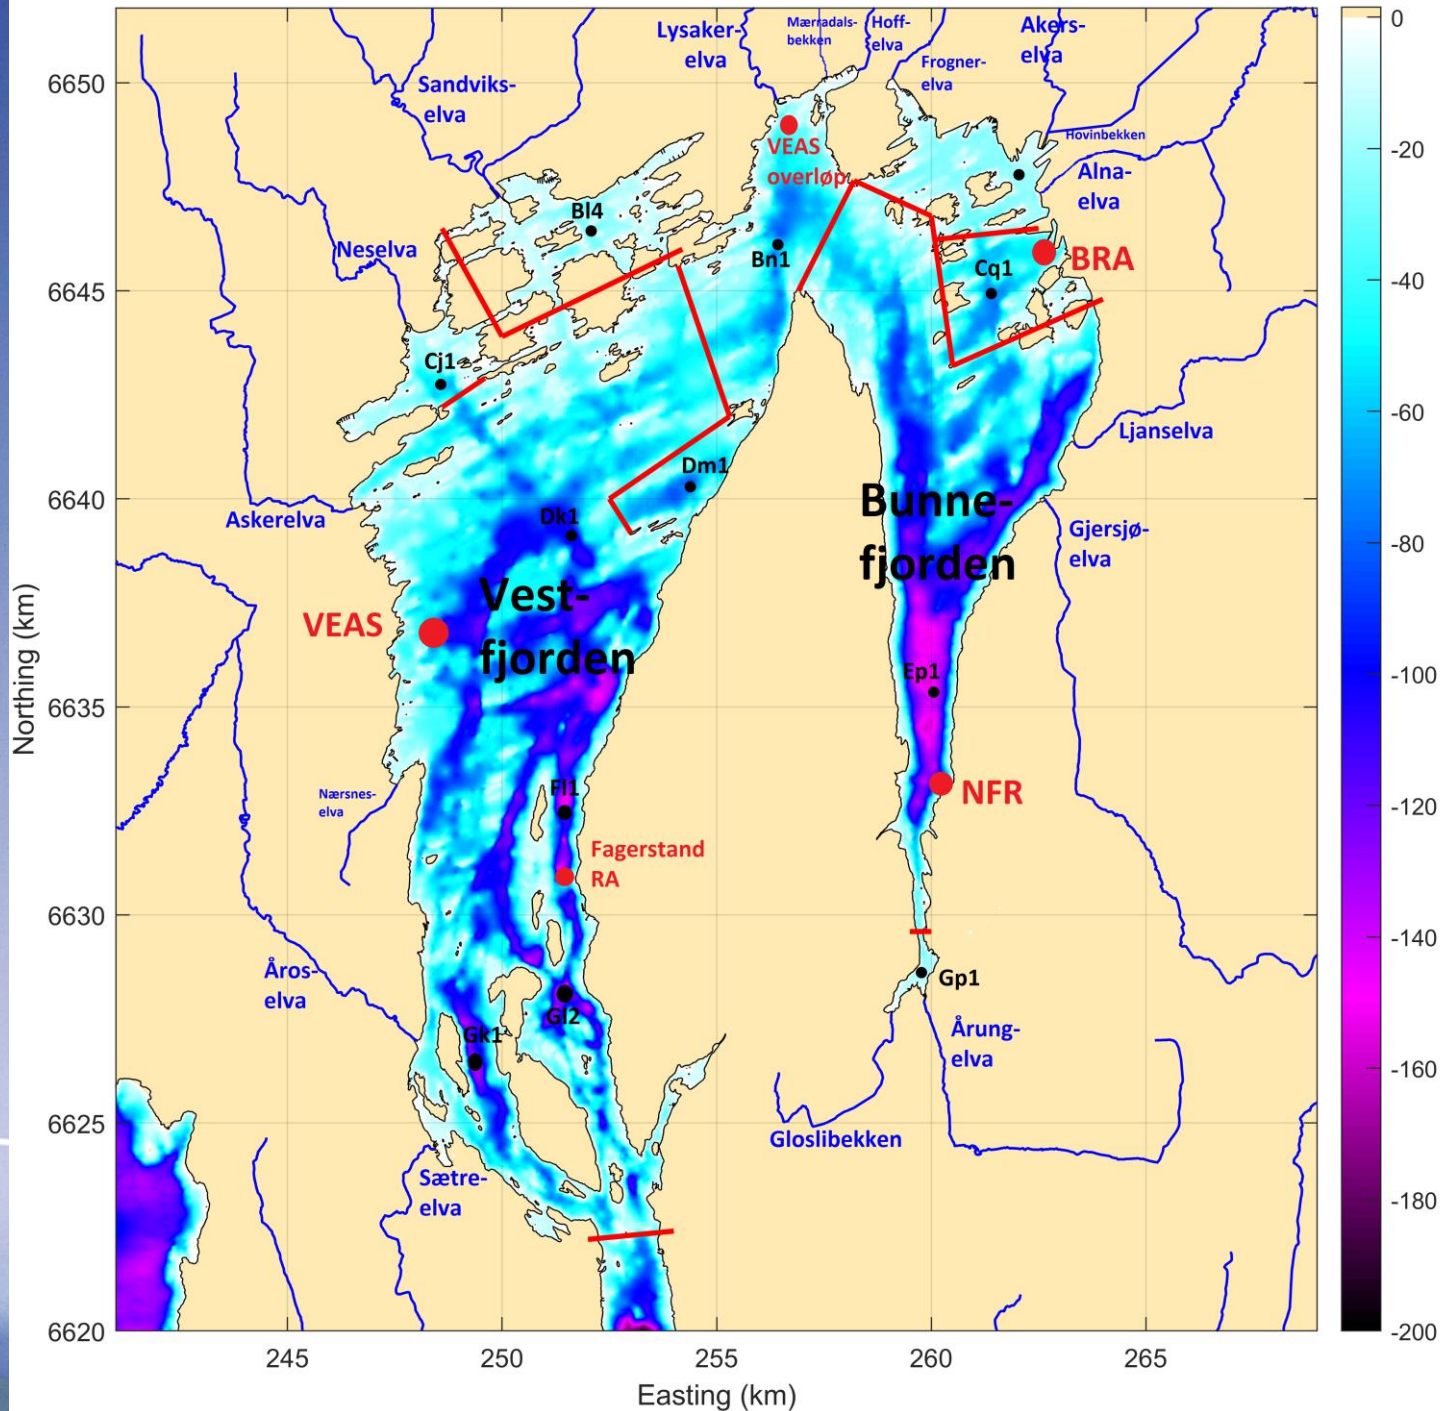 Lysaker-
elva
Mærradals-
bekken
Hoff-
elva
Akers-
elva
Frogner-
elva
Sandviks-
elva
Hovinbekken
VEAS
overløp
Alna-
elva
Bl4
Neselva
Bn1
BRA
Cq1
Cj1
Ljanselva
Dm1
Askerelva
Dk1
Bunne-
fjorden
Gjersjø-
elva
Vest-
fjorden
VEAS
Ep1
Fl1
NFR
Nærsnes-
elva
Fagerstand
RA
Åros-
elva
Gp1
Gl2
Gk1
Årung-
elva
Gloslibekken
Sætre-
elva
6650
6645
6640
6635
6630
6625
6620
Northing (km)
245
250
255
260
265
Easting (km)
0
-20
-40
-60
-80
-100
-120
-140
-160
-180
-200